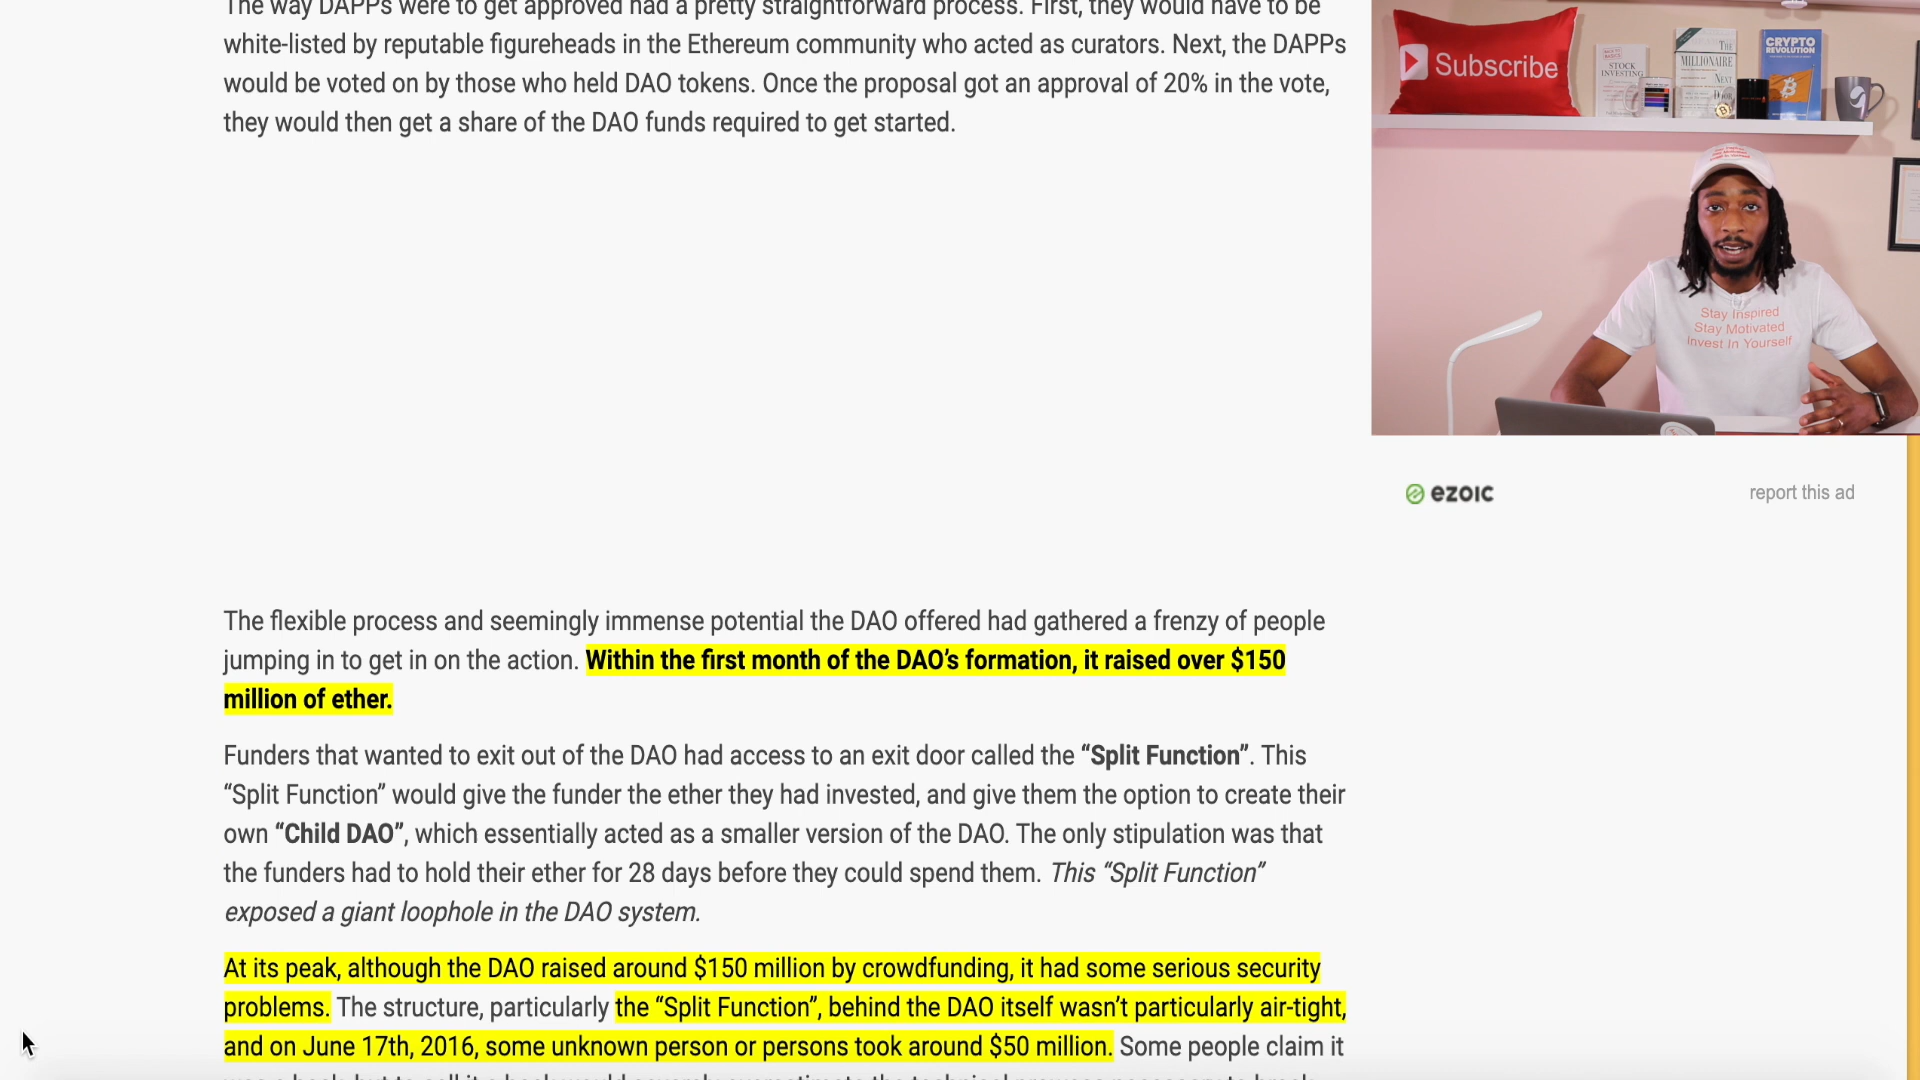 The way DAPPs were to get approved had a pretty straightforward process. First, they would have to be
white-listed by reputable figureheads in the Ethereum community who acted as curators. Next, the DAPPs
would be voted on by those who held DAO tokens. Once the proposal got an approval of 20% in the vote,
they would then get a share of the DAO funds required to get started.
Subscribe
STOCK
INVESTING
THE
MILLIONAIRE
NEXT
DOOR
CRYPTO
REVOLUTION
Stay Inspired
Stay Motivated
Invest In Yourself
ezoic
report this ad
The flexible process and seemingly immense potential the DAO offered had gathered a frenzy of people
jumping in to get in on the action. Within the first month of the DAO’s formation, it raised over $150
million of ether.
Funders that wanted to exit out of the DAO had access to an exit door called the “Split Function”. This
“Split Function” would give the funder the ether they had invested, and give them the option to create their
own “Child DAO”, which essentially acted as a smaller version of the DAO. The only stipulation was that
the funders had to hold their ether for 28 days before they could spend them. This “Split Function”
exposed a giant loophole in the DAO system.
At its peak, although the DAO raised around $150 million by crowdfunding, it had some serious security
problems. The structure, particularly the “Split Function”, behind the DAO itself wasn’t particularly air-tight,
and on June 17th, 2016, some unknown person or persons took around $50 million. Some people claim it